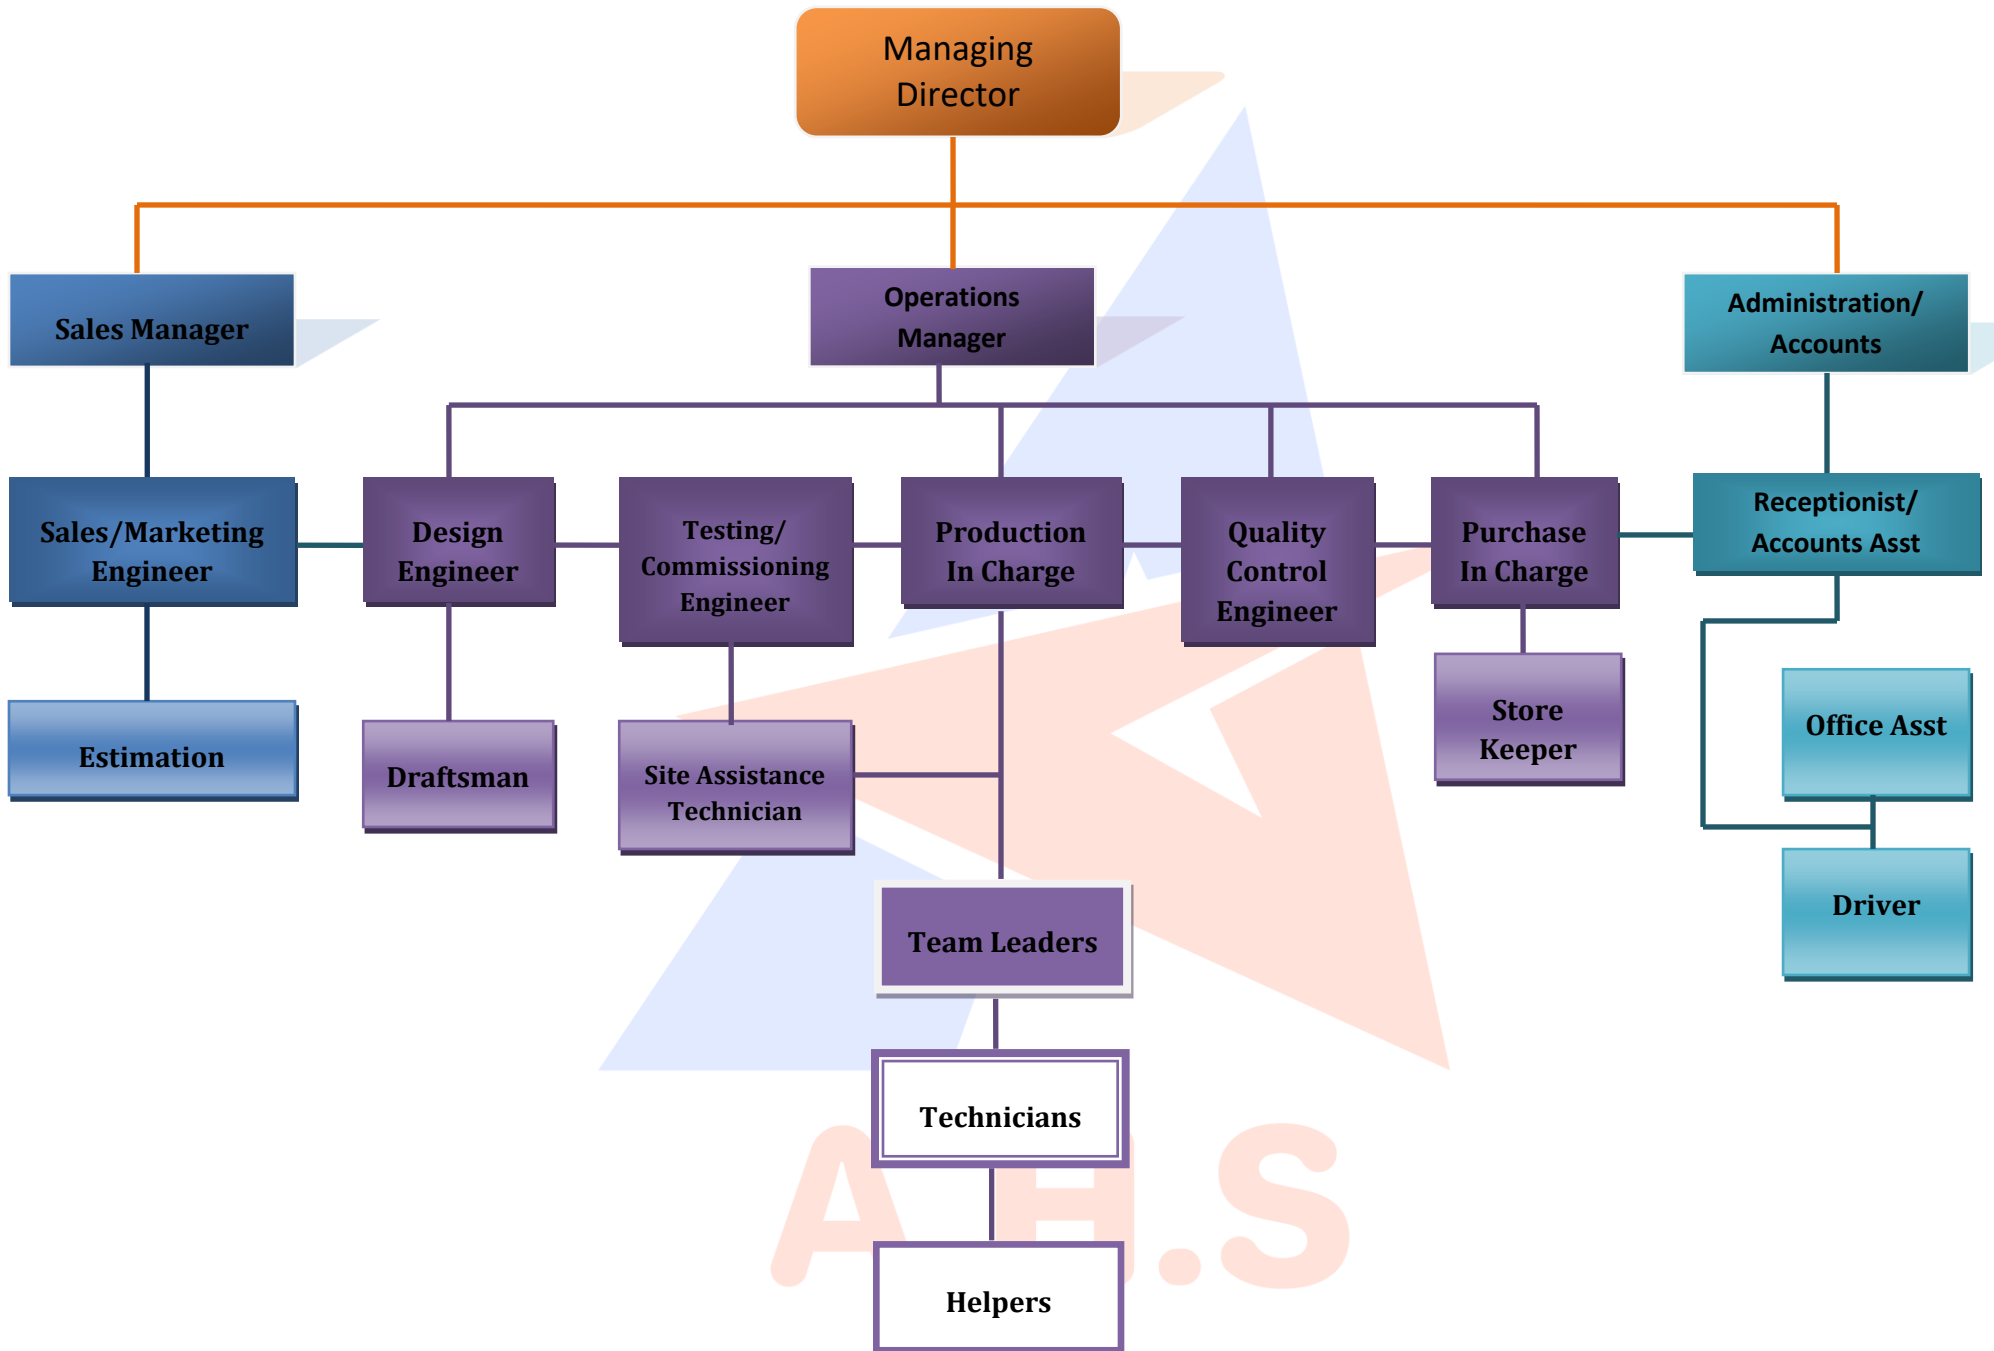 Managing
Director
Sales Manager
Operations
Manager
Administration/
Accounts
Sales/Marketing
Engineer
Design
Engineer
Testing/
Commissioning
Engineer
Production
In Charge
Quality
Control
Engineer
Purchase
In Charge
Receptionist/
Accounts Asst
Estimation
Draftsman
Site Assistance
Technician
Store
Keeper
Office Asst
Team Leaders
Driver
Technicians
A.H.S
Helpers